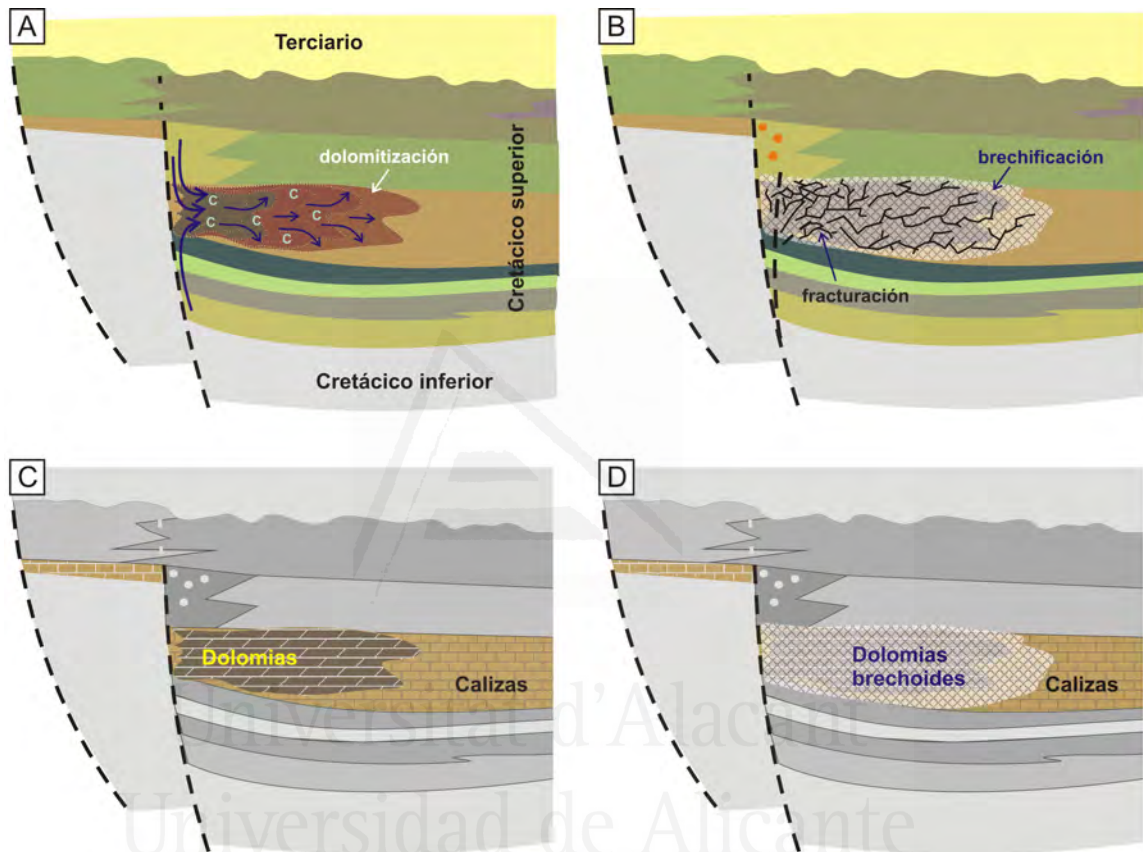 A
Terciario
dolomitización
C
C
C
C
C
C
Cretácico superior
Cretácico inferior
B
brechificación
fracturación
C
Dolomias
Calizas
D
Dolomias
brechoides
Calizas
Universitat d'Alacant
Universidad de Alicante